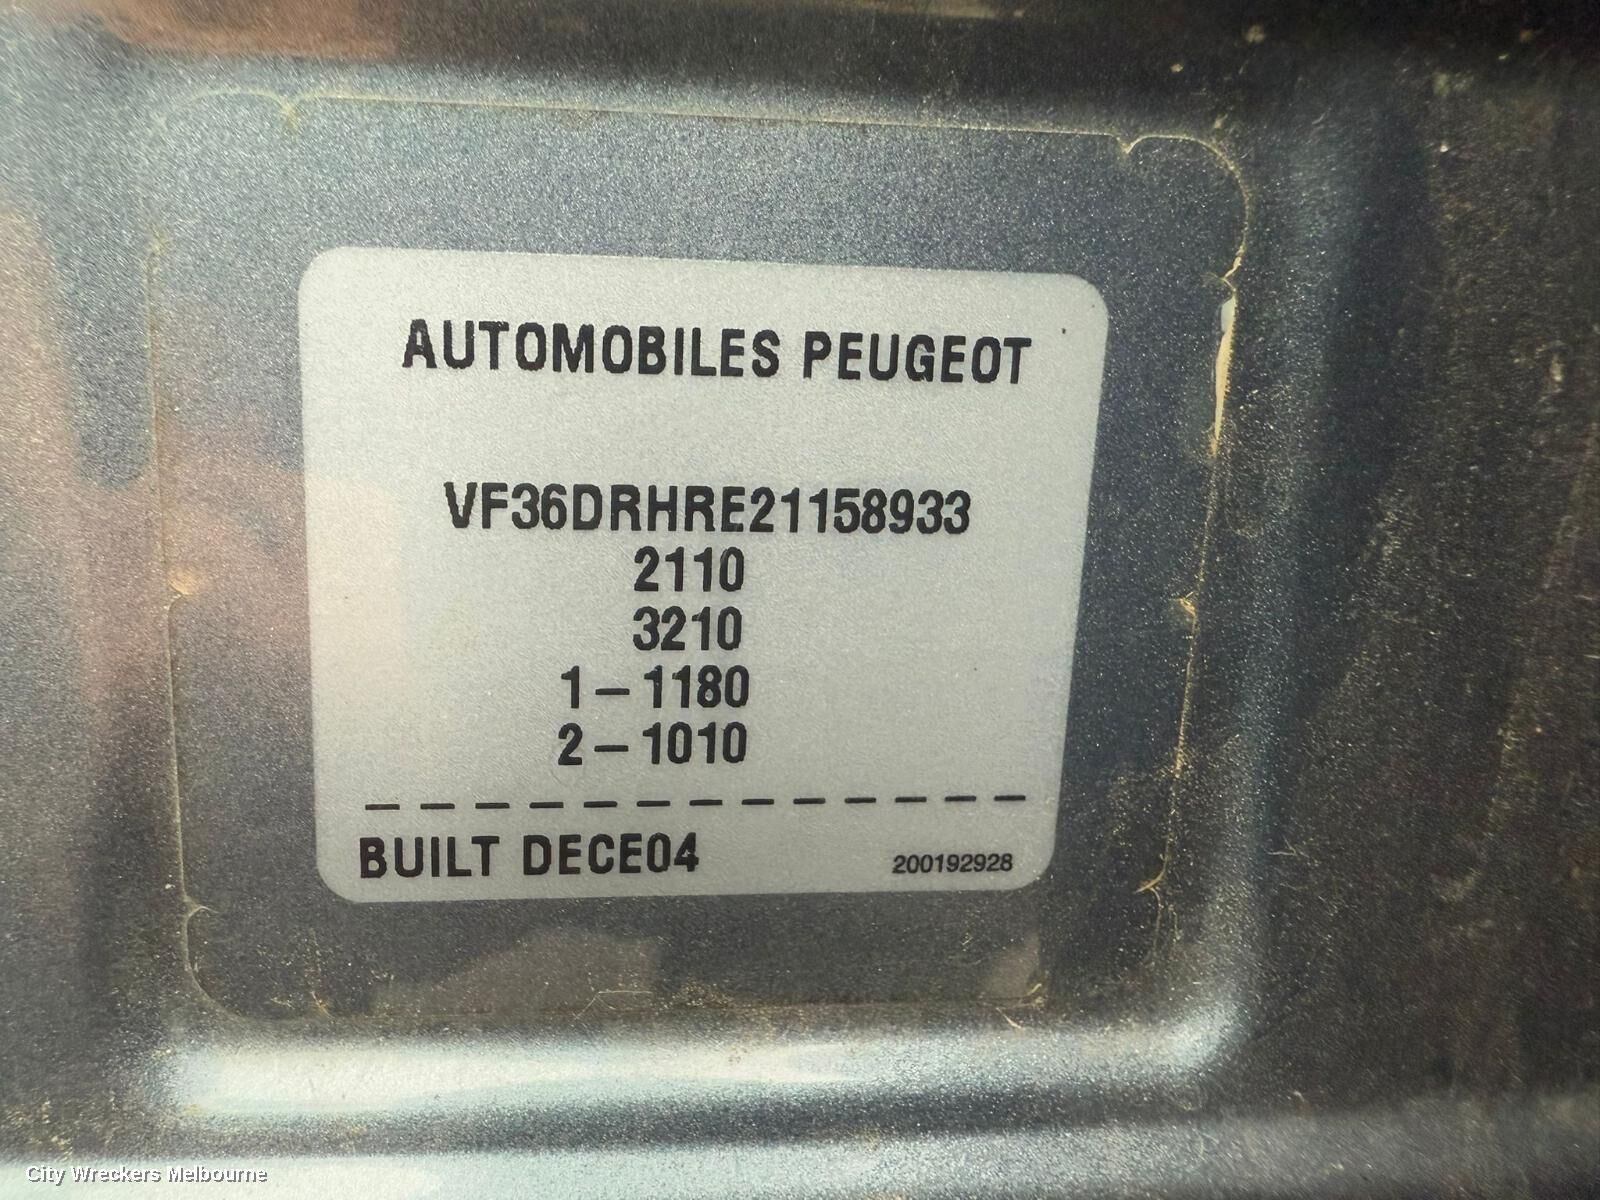 AUTOMOBILES PEUGEOT
VF36DRHRE21158933
2110
3210
1–1180
2–1010
– – – – – – – – – – – – –
BUILT DECE04 200192928
City Wreckers Melbourne